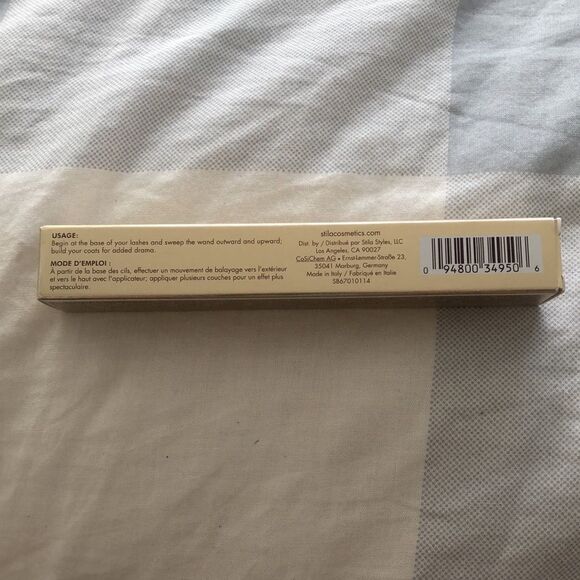 USAGE:
Begin at the base of your lashes and sweep the wand outward and upward;
build your coats for added drama.
MODE D'EMPLOI :
À partir de la base des cils, effectuer un mouvement de balayage vers l'extérieur
et vers le haut avec l'applicateur; appliquer plusieurs couches pour un effet plus
spectaculaire.
stilacosmetics.com
Dist. by / Distribué par Stila Styles, LLC
Los Angeles, CA 90027
CoSiChem AG • Ernst-Lemmer-Straße 23,
35041 Marburg, Germany
Made in Italy / Fabriqué en Italie
SB67010114
0 94800 34950 6